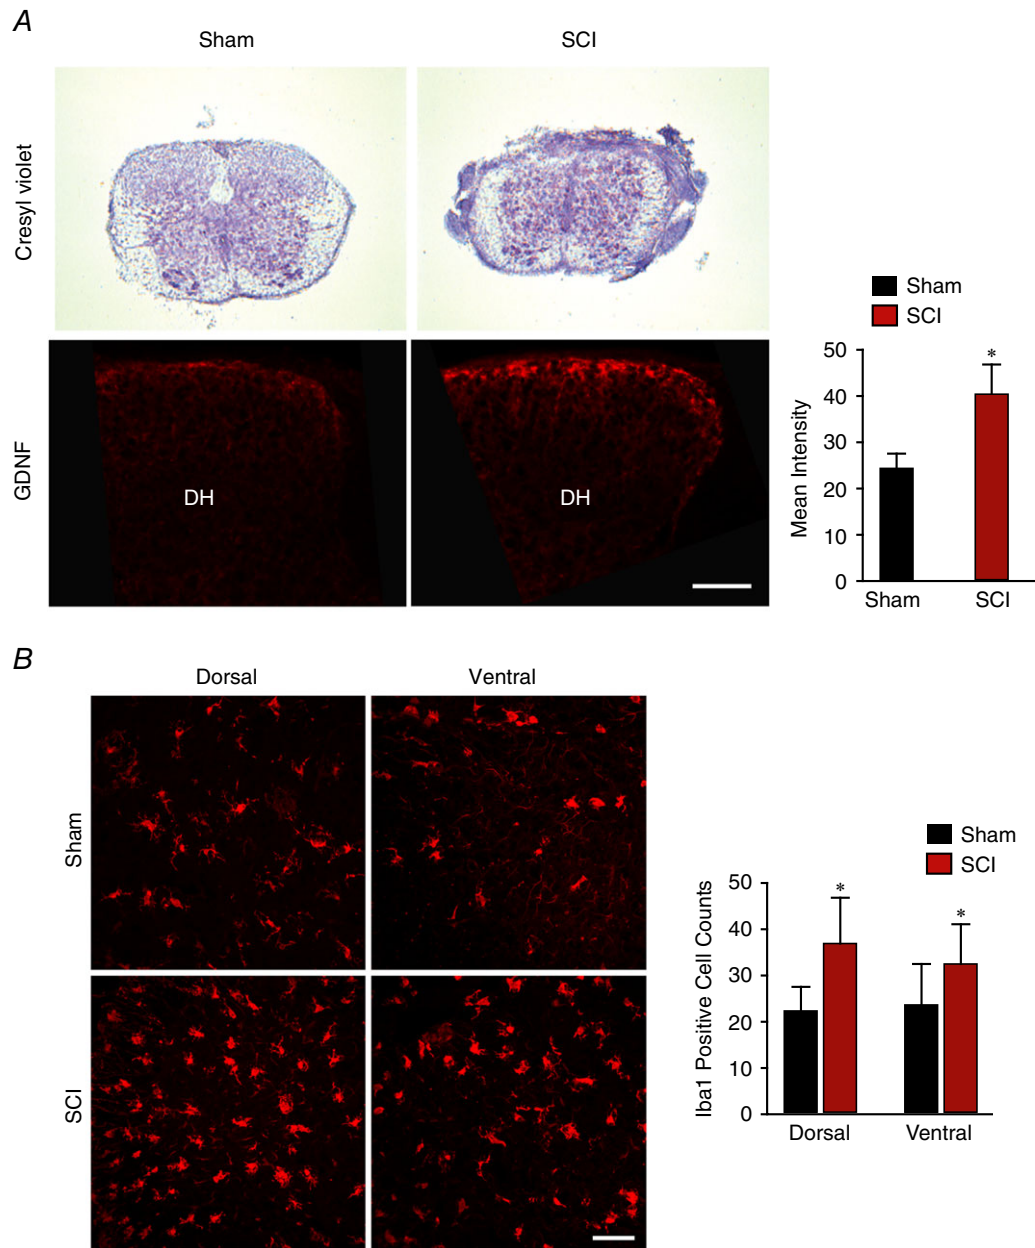 A
Sham
SCI
Cresyl violet
GDNF
DH
DH
Sham
SCI
Mean Intensity
50
40
30
20
10
0
*
Sham
SCI
B
Dorsal
Ventral
Sham
SCI
Sham
SCI
Iba1 Positive Cell Counts
50
40
30
20
10
0
*
*
Dorsal
Ventral